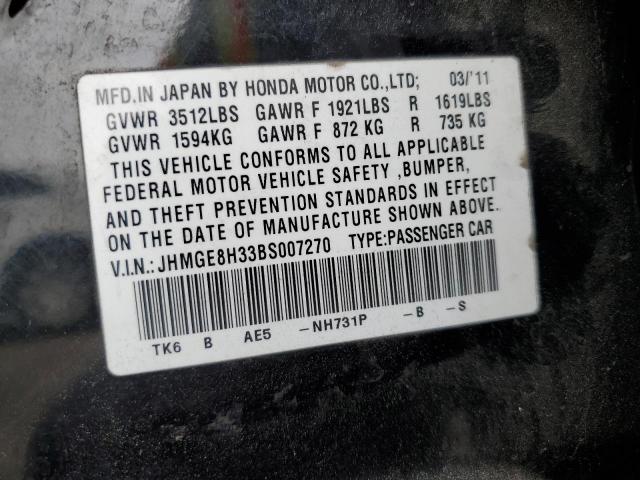 MFD.IN JAPAN BY HONDA MOTOR CO.,LTD; 03/'11
GVWR 3512LBS GAWR F 1921LBS R 1619LBS
GVWR 1594KG GAWR F 872 KG R 735 KG
THIS VEHICLE CONFORMS TO ALL APPLICABLE
FEDERAL MOTOR VEHICLE SAFETY ,BUMPER,
AND THEFT PREVENTION STANDARDS IN EFFECT
ON THE DATE OF MANUFACTURE SHOWN ABOVE.
V.I.N.:JHMGE8H33BS007270 TYPE:PASSENGER CAR
TK6 B AE5 -NH731P -B -S